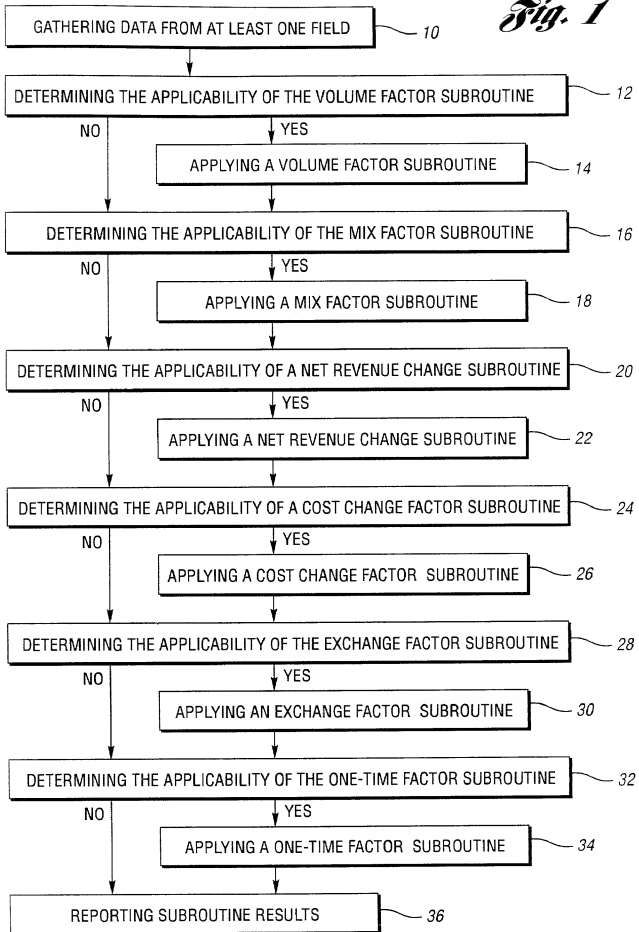 Fig. 1
GATHERING DATA FROM AT LEAST ONE FIELD
10
DETERMINING THE APPLICABILITY OF THE VOLUME FACTOR SUBROUTINE
12
NO
YES
APPLYING A VOLUME FACTOR SUBROUTINE
14
DETERMINING THE APPLICABILITY OF THE MIX FACTOR SUBROUTINE
16
NO
YES
APPLYING A MIX FACTOR SUBROUTINE
18
DETERMINING THE APPLICABILITY OF A NET REVENUE CHANGE SUBROUTINE
20
NO
YES
APPLYING A NET REVENUE CHANGE SUBROUTINE
22
DETERMINING THE APPLICABILITY OF A COST CHANGE FACTOR SUBROUTINE
24
NO
YES
APPLYING A COST CHANGE FACTOR SUBROUTINE
26
DETERMINING THE APPLICABILITY OF THE EXCHANGE FACTOR SUBROUTINE
28
NO
YES
APPLYING AN EXCHANGE FACTOR SUBROUTINE
30
DETERMINING THE APPLICABILITY OF THE ONE-TIME FACTOR SUBROUTINE
32
NO
YES
APPLYING A ONE-TIME FACTOR SUBROUTINE
34
REPORTING SUBROUTINE RESULTS
36